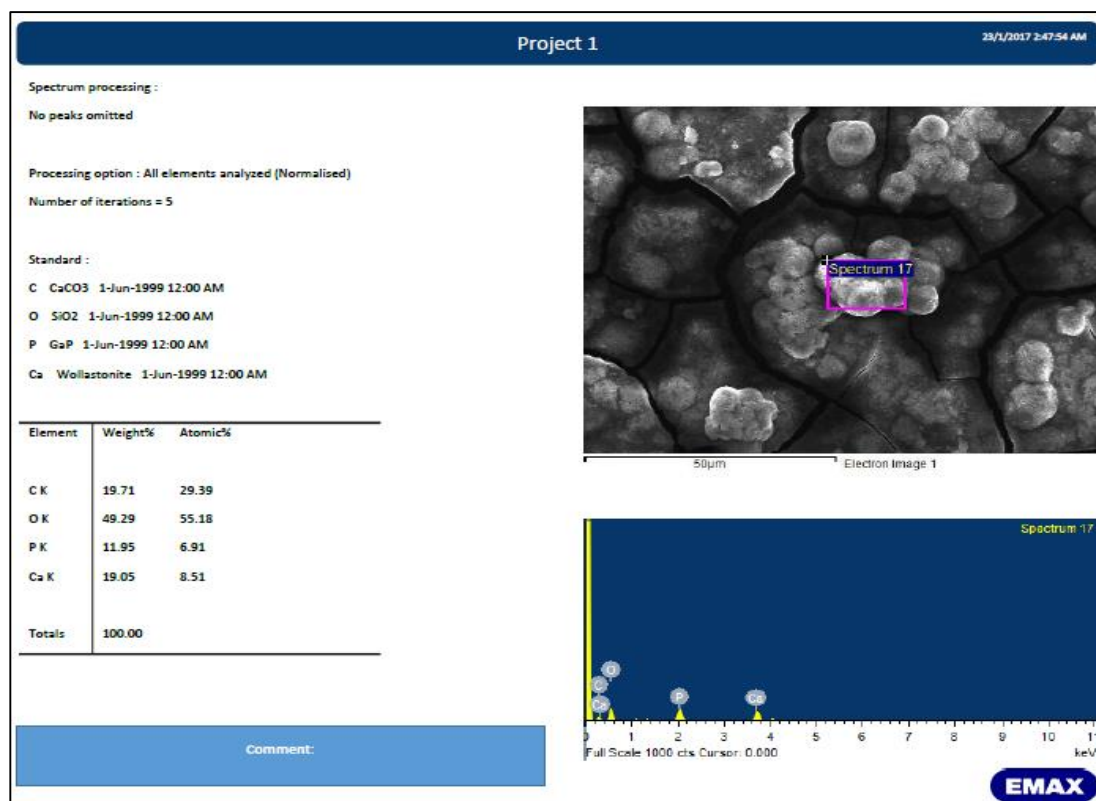 Project 1
23/1/2017 2:47:54 AM
Spectrum processing :
No peaks omitted
Processing option : All elements analyzed (Normalised)
Number of iterations = 5
Standard :
C CaCO3 1-Jun-1999 12:00 AM
O SiO2 1-Jun-1999 12:00 AM
P GaP 1-Jun-1999 12:00 AM
Ca Wollastonite 1-Jun-1999 12:00 AM
Element Weight% Atomic%
C K 19.71 29.39
O K 49.29 55.18
P K 11.95 6.91
Ca K 19.05 8.51
Totals 100.00
Comment:
Spectrum 17
50µm Electron Image 1
Spectrum 17
O
C
Ca
P
Ca
0 1 2 3 4 5 6 7 8 9 10 11
Full Scale 1000 cts Cursor: 0.000 keV
EMAX